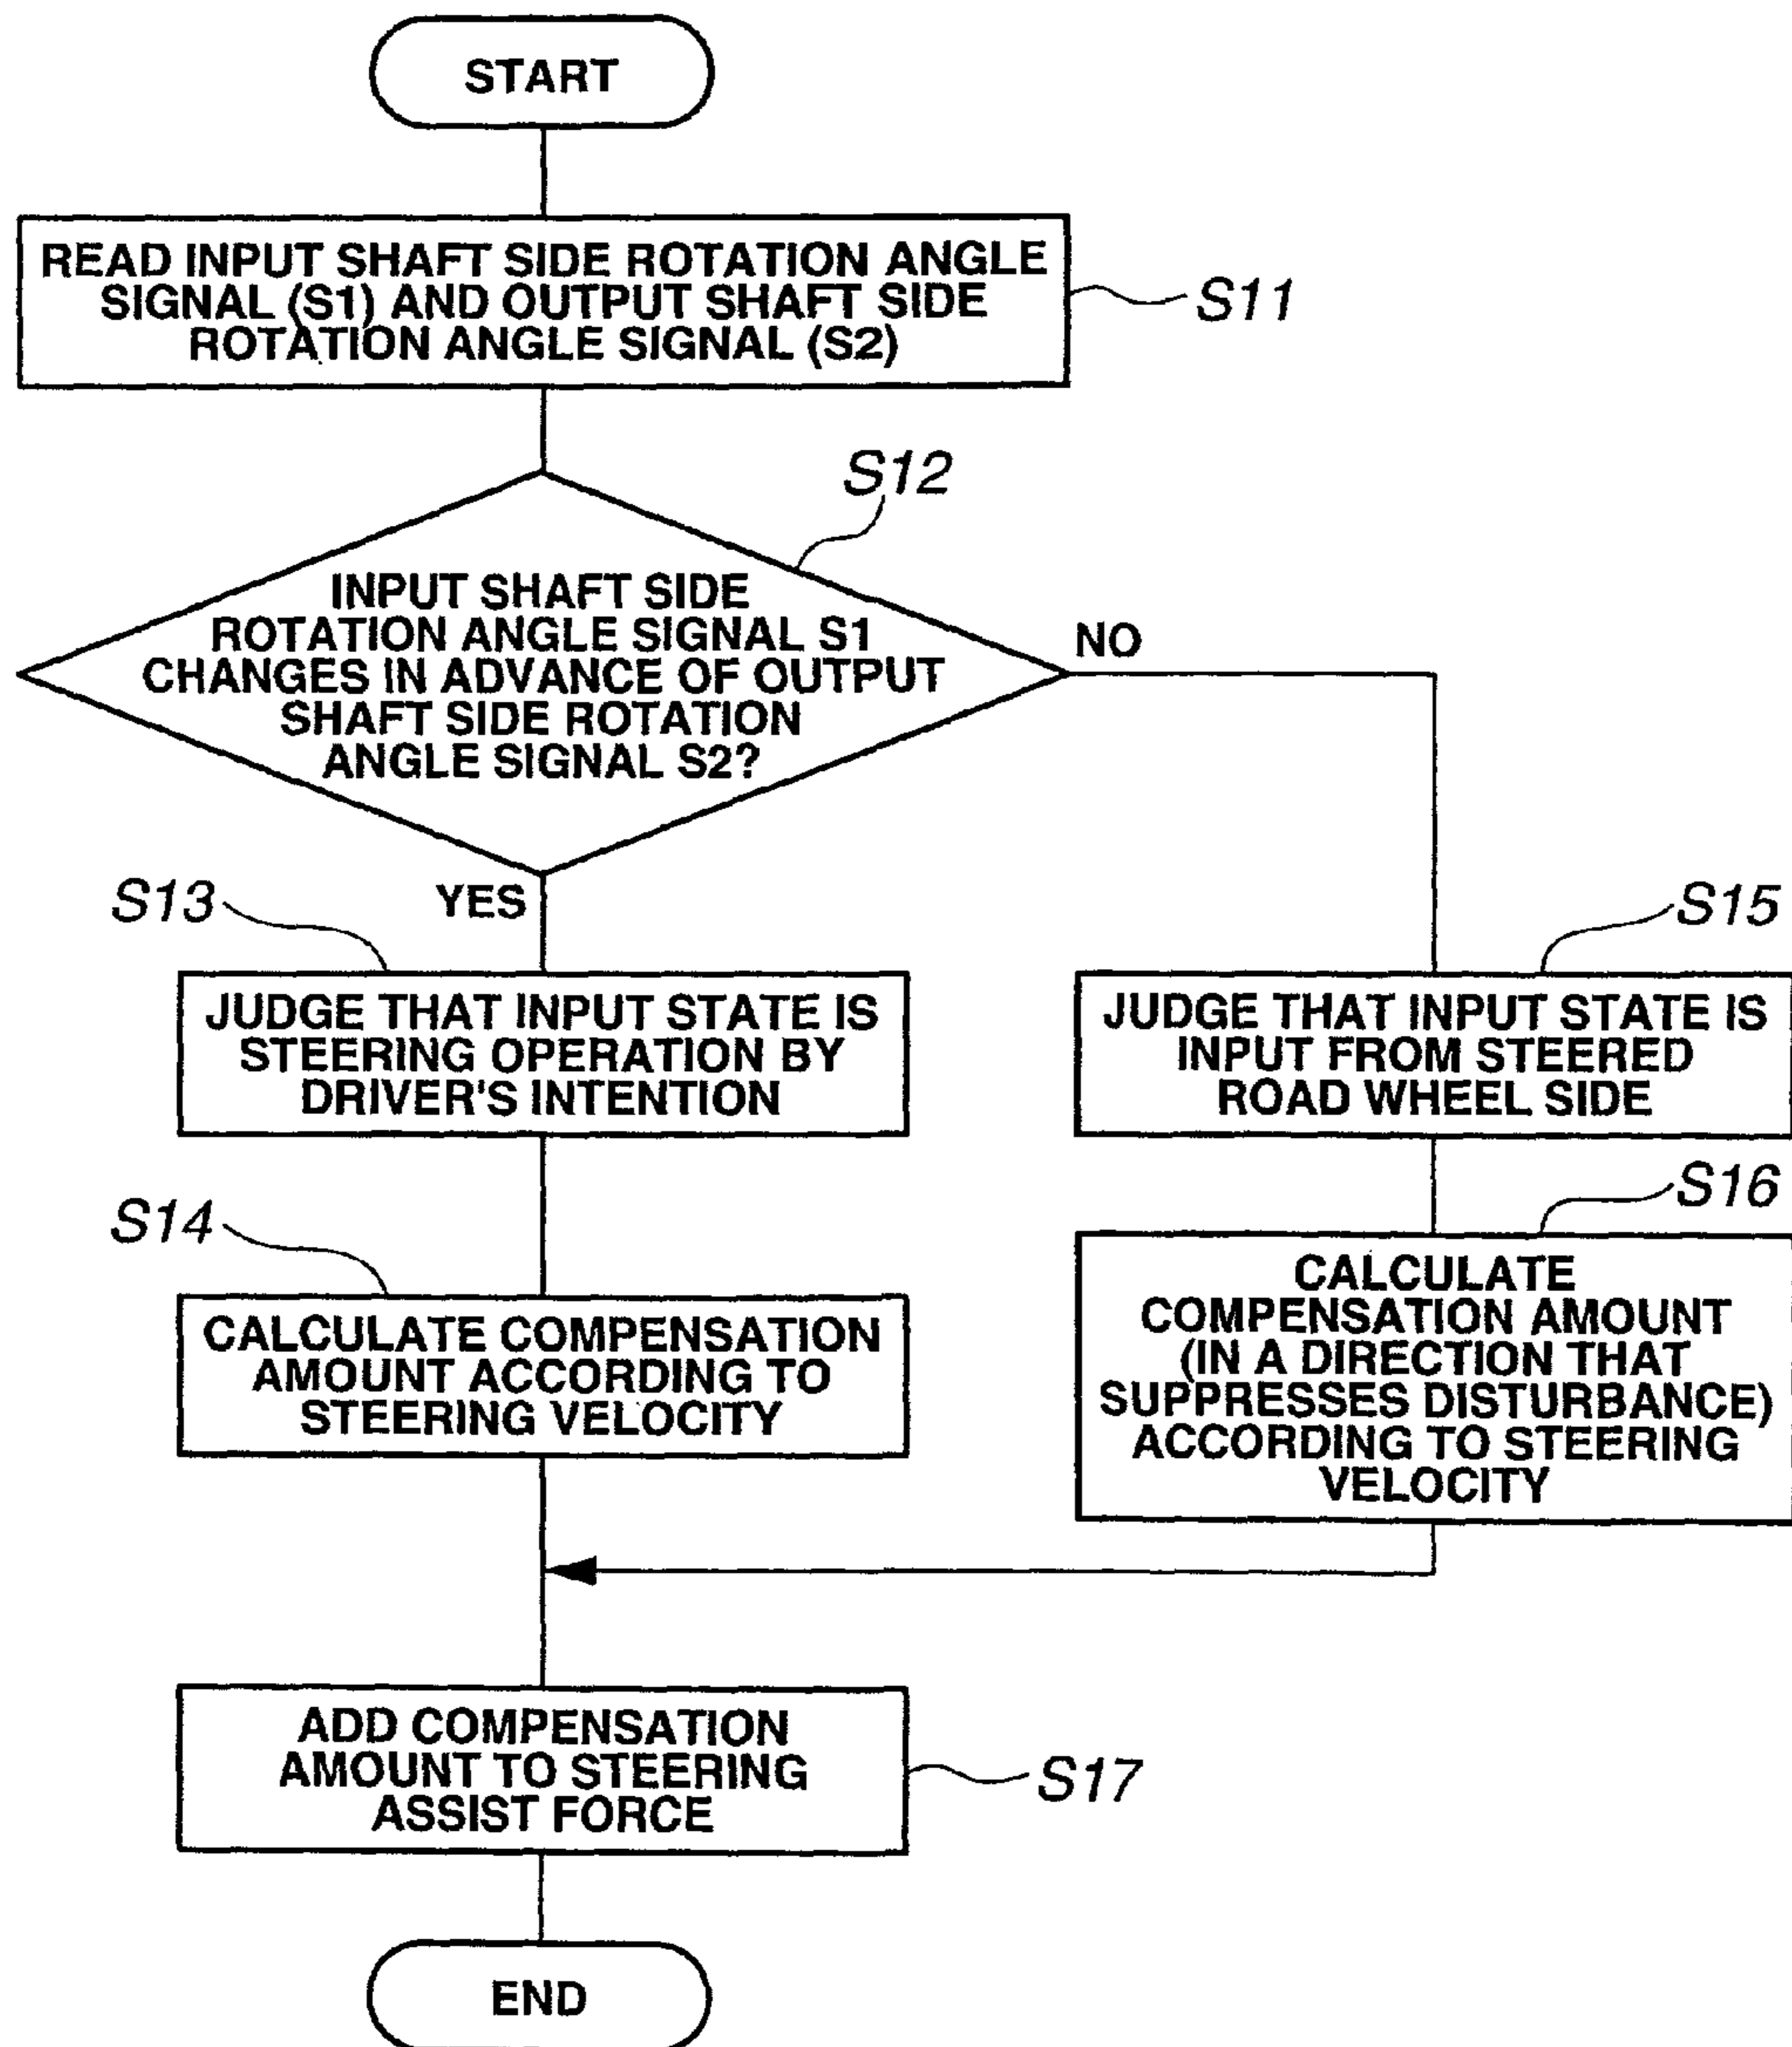 START
READ INPUT SHAFT SIDE ROTATION ANGLE
SIGNAL (S1) AND OUTPUT SHAFT SIDE
ROTATION ANGLE SIGNAL (S2)
S11
S12
INPUT SHAFT SIDE
ROTATION ANGLE SIGNAL S1
CHANGES IN ADVANCE OF OUTPUT
SHAFT SIDE ROTATION
ANGLE SIGNAL S2?
NO
YES
S13
JUDGE THAT INPUT STATE IS
STEERING OPERATION BY
DRIVER'S INTENTION
S15
JUDGE THAT INPUT STATE IS
INPUT FROM STEERED
ROAD WHEEL SIDE
S14
CALCULATE COMPENSATION
AMOUNT ACCORDING TO
STEERING VELOCITY
S16
CALCULATE
COMPENSATION AMOUNT
(IN A DIRECTION THAT
SUPPRESSES DISTURBANCE)
ACCORDING TO STEERING
VELOCITY
ADD COMPENSATION
AMOUNT TO STEERING
ASSIST FORCE
S17
END